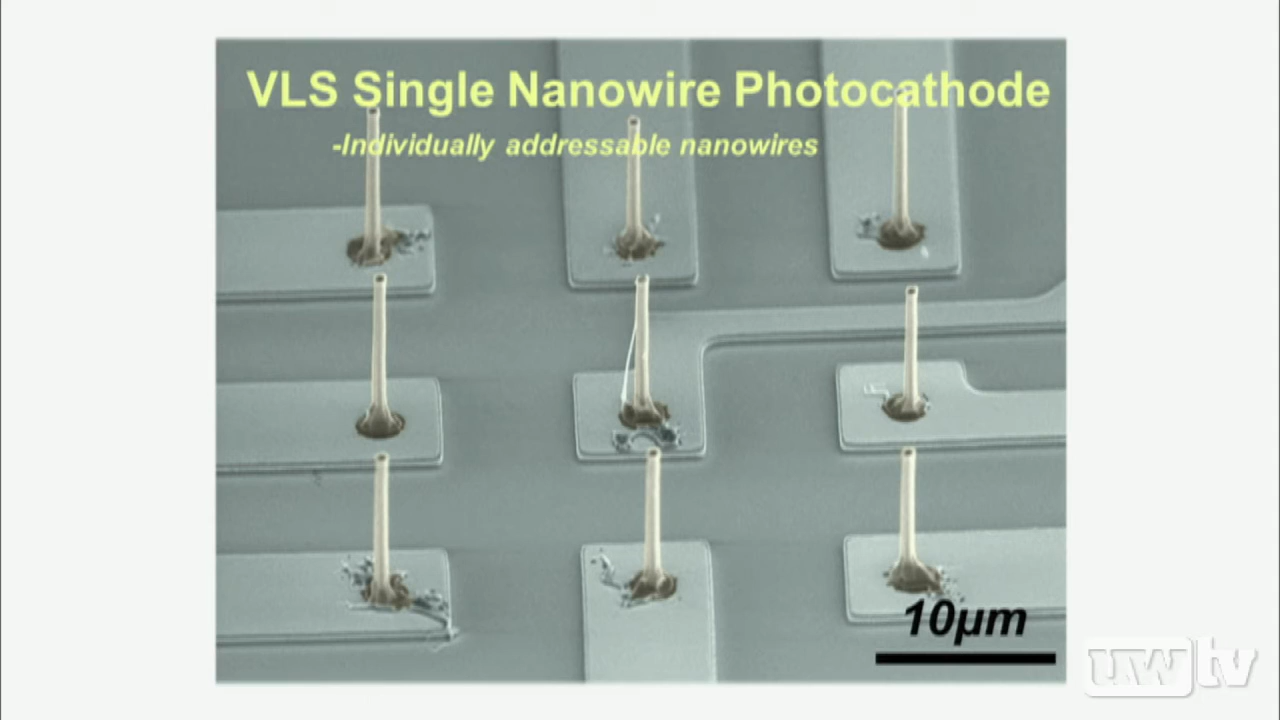 VLS Single Nanowire Photocathode
-Individually addressable nanowires
10µm
uwtv